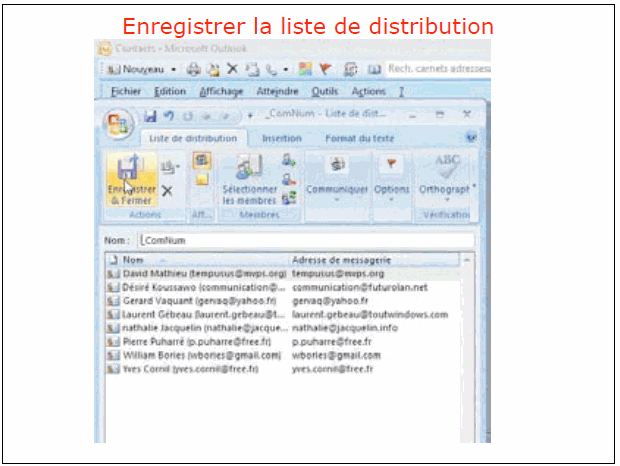 Enregistrer la liste de distribution
Contacts - Microsoft Outlook
Nouveau Rech. carnets adresses
Fichier Edition Affichage Atteindre Outils Actions ?
_ComNum - Liste de dist...
Liste de distribution Insertion Format du texte
Enregistrer & Fermer
Sélectionner les membres
Communiquer Options Orthograph
Actions Aff... Membres Vérification
Nom : _ComNum
Nom Adresse de messagerie
David Mathieu (tempusus@mvps.org) tempusus@mvps.org
Désiré Koussawo (communication@... communication@futurolan.net
Gerard Vaquant (gervaq@yahoo.fr) gervaq@yahoo.fr
Laurent Gébeau (laurent.gebeau@t... laurent.gebeau@toutwindows.com
nathalie Jacquelin (nathalie@jacque... nathalie@jacquelin.info
Pierre Puharré (p.puharre@free.fr) p.puharre@free.fr
William Bories (wbories@gmail.com) wbories@gmail.com
Yves Cornil (yves.cornil@free.fr) yves.cornil@free.fr